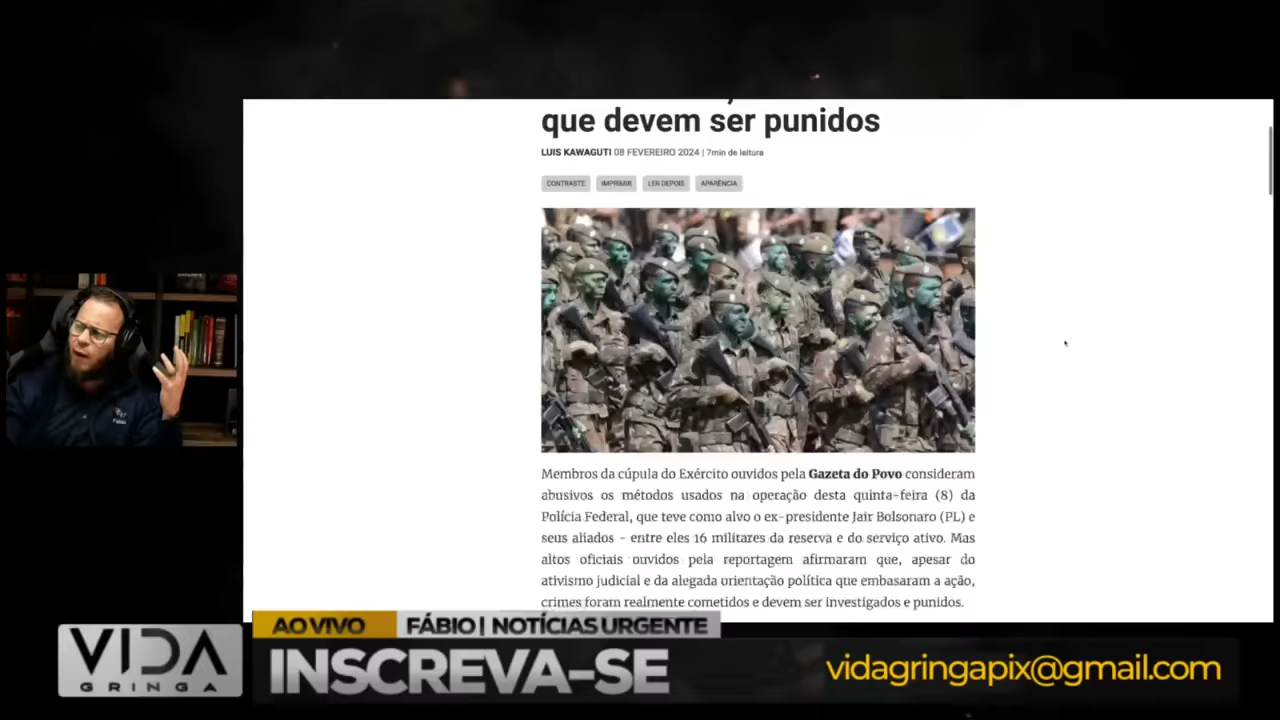 que devem ser punidos
LUIS KAWAGUTI 08 FEVEREIRO 2024 | 7min de leitura
CONTRASTE IMPRIMIR LER DEPOIS APARÊNCIA
Membros da cúpula do Exército ouvidos pela Gazeta do Povo consideram
abusivos os métodos usados na operação desta quinta-feira (8) da
Polícia Federal, que teve como alvo o ex-presidente Jair Bolsonaro (PL) e
seus aliados - entre eles 16 militares da reserva e do serviço ativo. Mas
altos oficiais ouvidos pela reportagem afirmaram que, apesar do
ativismo judicial e da alegada orientação política que embasaram a ação,
crimes foram realmente cometidos e devem ser investigados e punidos.
AO VIVO FÁBIO | NOTÍCIAS URGENTE
VIDA
GRINGA
INSCREVA-SE
vidagringapix@gmail.com